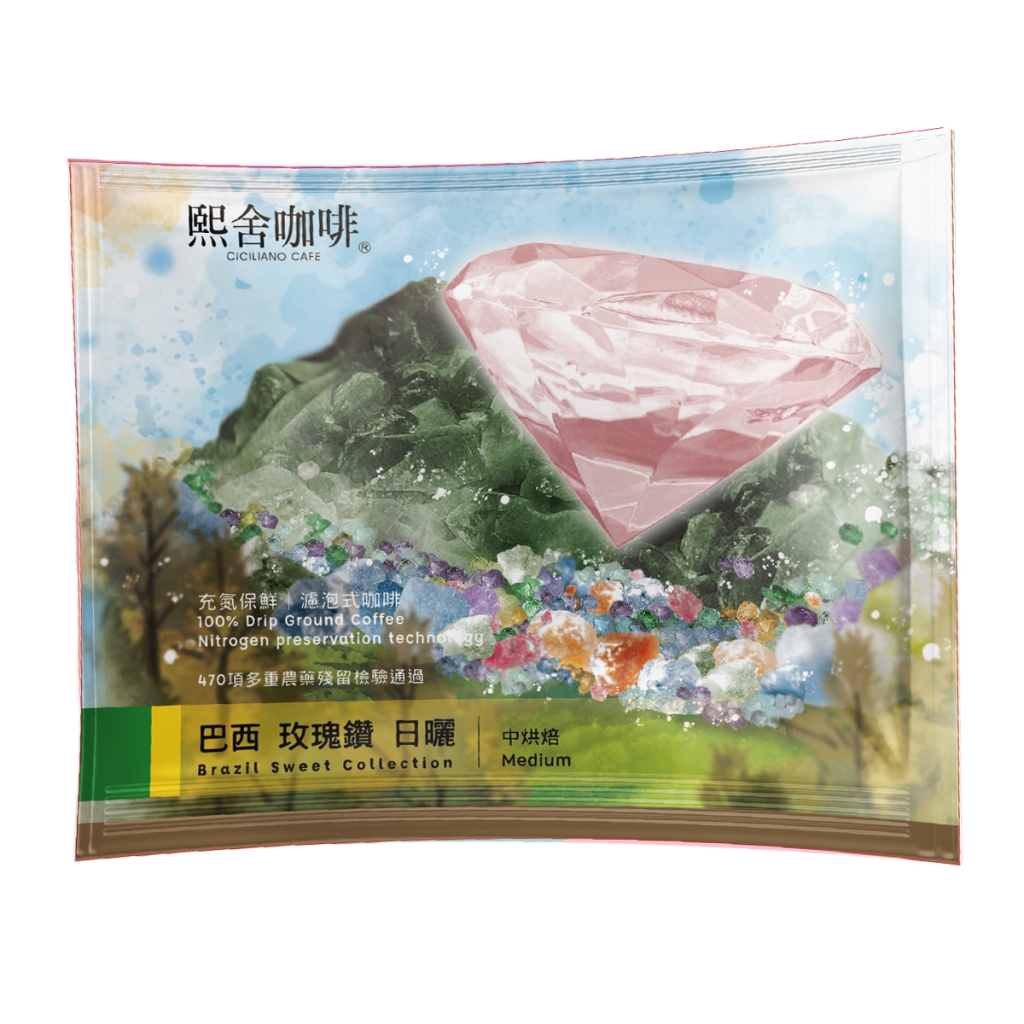 熙舍咖啡®
CICILIANO CAFE
充氮保鮮 | 濾泡式咖啡
100% Drip Ground Coffee
Nitrogen preservation technology
470項多重農藥殘留檢驗通過
巴西 玫瑰鑽 日曬
Brazil Sweet Collection
中烘焙
Medium